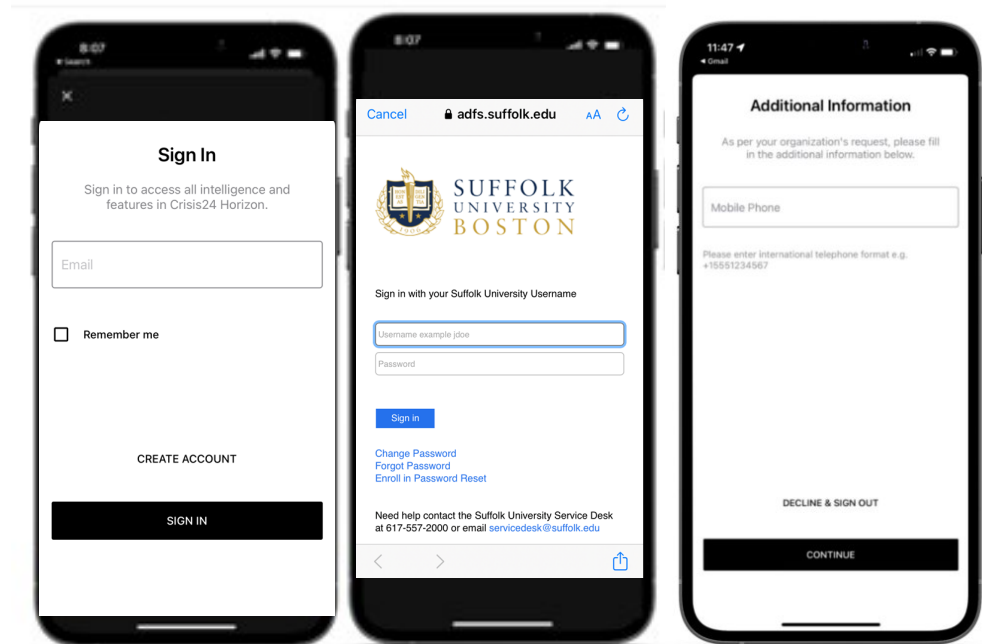 8:07
Search
Sign In
Sign in to access all intelligence and
features in Crisis24 Horizon.
Email
Remember me
CREATE ACCOUNT
SIGN IN
8:07
Cancel
adfs.suffolk.edu
AA
SUFFOLK
UNIVERSITY
BOSTON
1906
Sign in with your Suffolk University Username
Username example jdoe
Password
Sign in
Change Password
Forgot Password
Enroll in Password Reset
Need help contact the Suffolk University Service Desk
at 617-557-2000 or email servicedesk@suffolk.edu
11:47
Gmail
Additional Information
As per your organization's request, please fill
in the additional information below.
Mobile Phone
Please enter international telephone format e.g.
+15551234567
DECLINE & SIGN OUT
CONTINUE